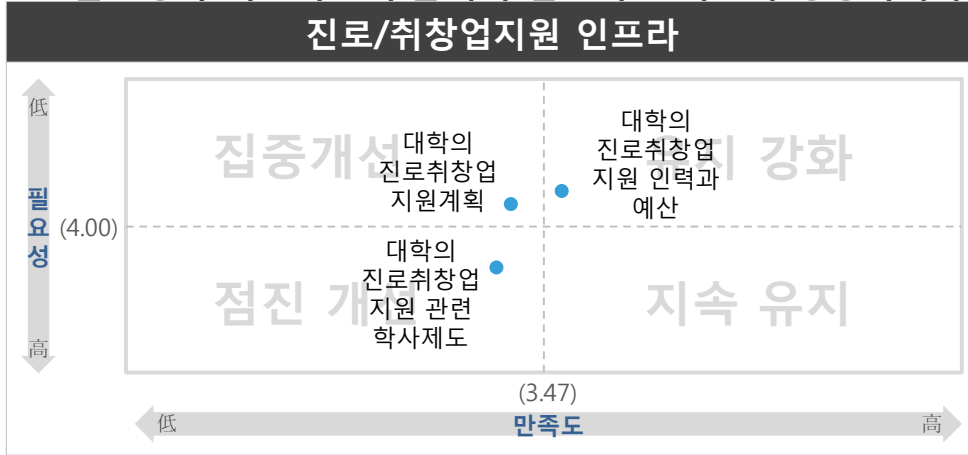 진로/취창업지원 인프라
低
필요성
高
(4.00)
집중개선
유지 강화
점진 개선
지속 유지
대학의
진로취창업
지원계획
대학의
진로취창업
지원 인력과
예산
대학의
진로취창업
지원 관련
학사제도
(3.47)
低
만족도
高